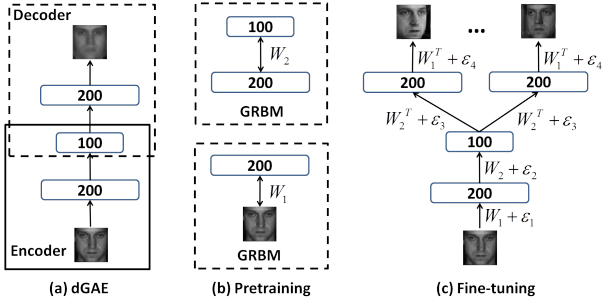 Decoder
200
100
200
Encoder
(a) dGAE
100
W₂
200
GRBM
200
W₁
GRBM
(b) Pretraining
...
W₁ᵀ + ε₄ W₁ᵀ + ε₄
200 200
W₂ᵀ + ε₃ W₂ᵀ + ε₃
100
W₂ + ε₂
200
W₁ + ε₁
(c) Fine-tuning